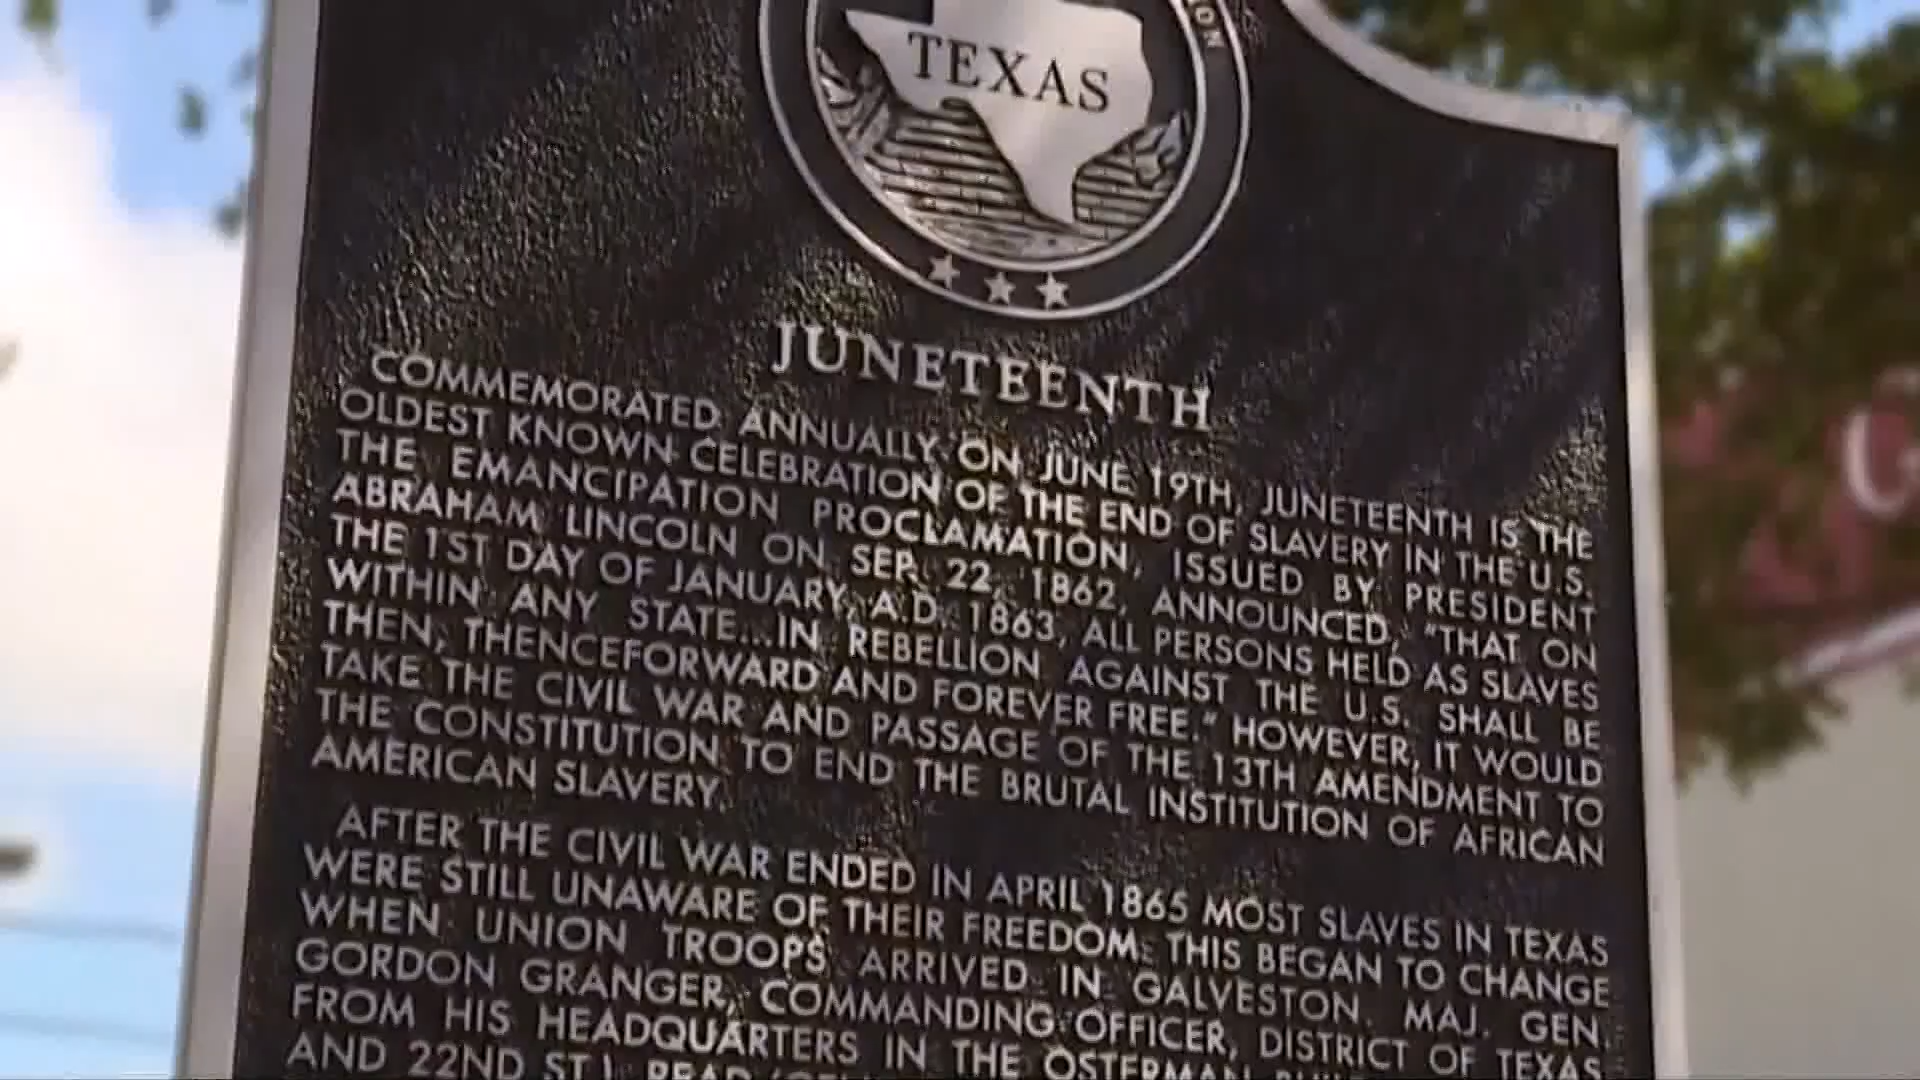 TEXAS
JUNETEENTH
COMMEMORATED ANNUALLY ON JUNE 19TH, JUNETEENTH IS THE
OLDEST KNOWN CELEBRATION OF THE END OF SLAVERY IN THE U.S.
THE EMANCIPATION PROCLAMATION, ISSUED BY PRESIDENT
ABRAHAM LINCOLN ON SEP. 22, 1862, ANNOUNCED, "THAT ON
THE 1ST DAY OF JANUARY, A.D. 1863, ALL PERSONS HELD AS SLAVES
WITHIN ANY STATE...IN REBELLION AGAINST THE U.S. SHALL BE
THEN, THENCEFORWARD AND FOREVER FREE." HOWEVER, IT WOULD
TAKE THE CIVIL WAR AND PASSAGE OF THE 13TH AMENDMENT TO
THE CONSTITUTION TO END THE BRUTAL INSTITUTION OF AFRICAN
AMERICAN SLAVERY.
AFTER THE CIVIL WAR ENDED IN APRIL 1865 MOST SLAVES IN TEXAS
WERE STILL UNAWARE OF THEIR FREEDOM. THIS BEGAN TO CHANGE
WHEN UNION TROOPS ARRIVED IN GALVESTON. MAJ. GEN.
GORDON GRANGER, COMMANDING OFFICER, DISTRICT OF TEXAS
FROM HIS HEADQUARTERS IN THE OSTERMAN
AND 22ND ST.), READ